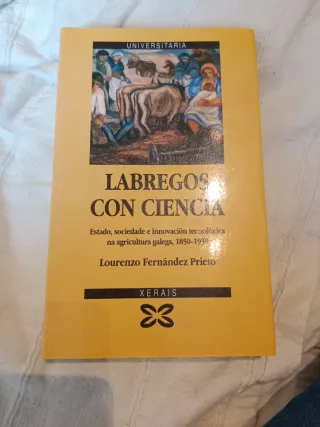 UNIVERSITARIA
LABREGOS
CON CIENCIA
Estado, sociedade e innovación tecnolóxica
na agricultura galega, 1850-1939
Lourenzo Fernández Prieto
XERAIS